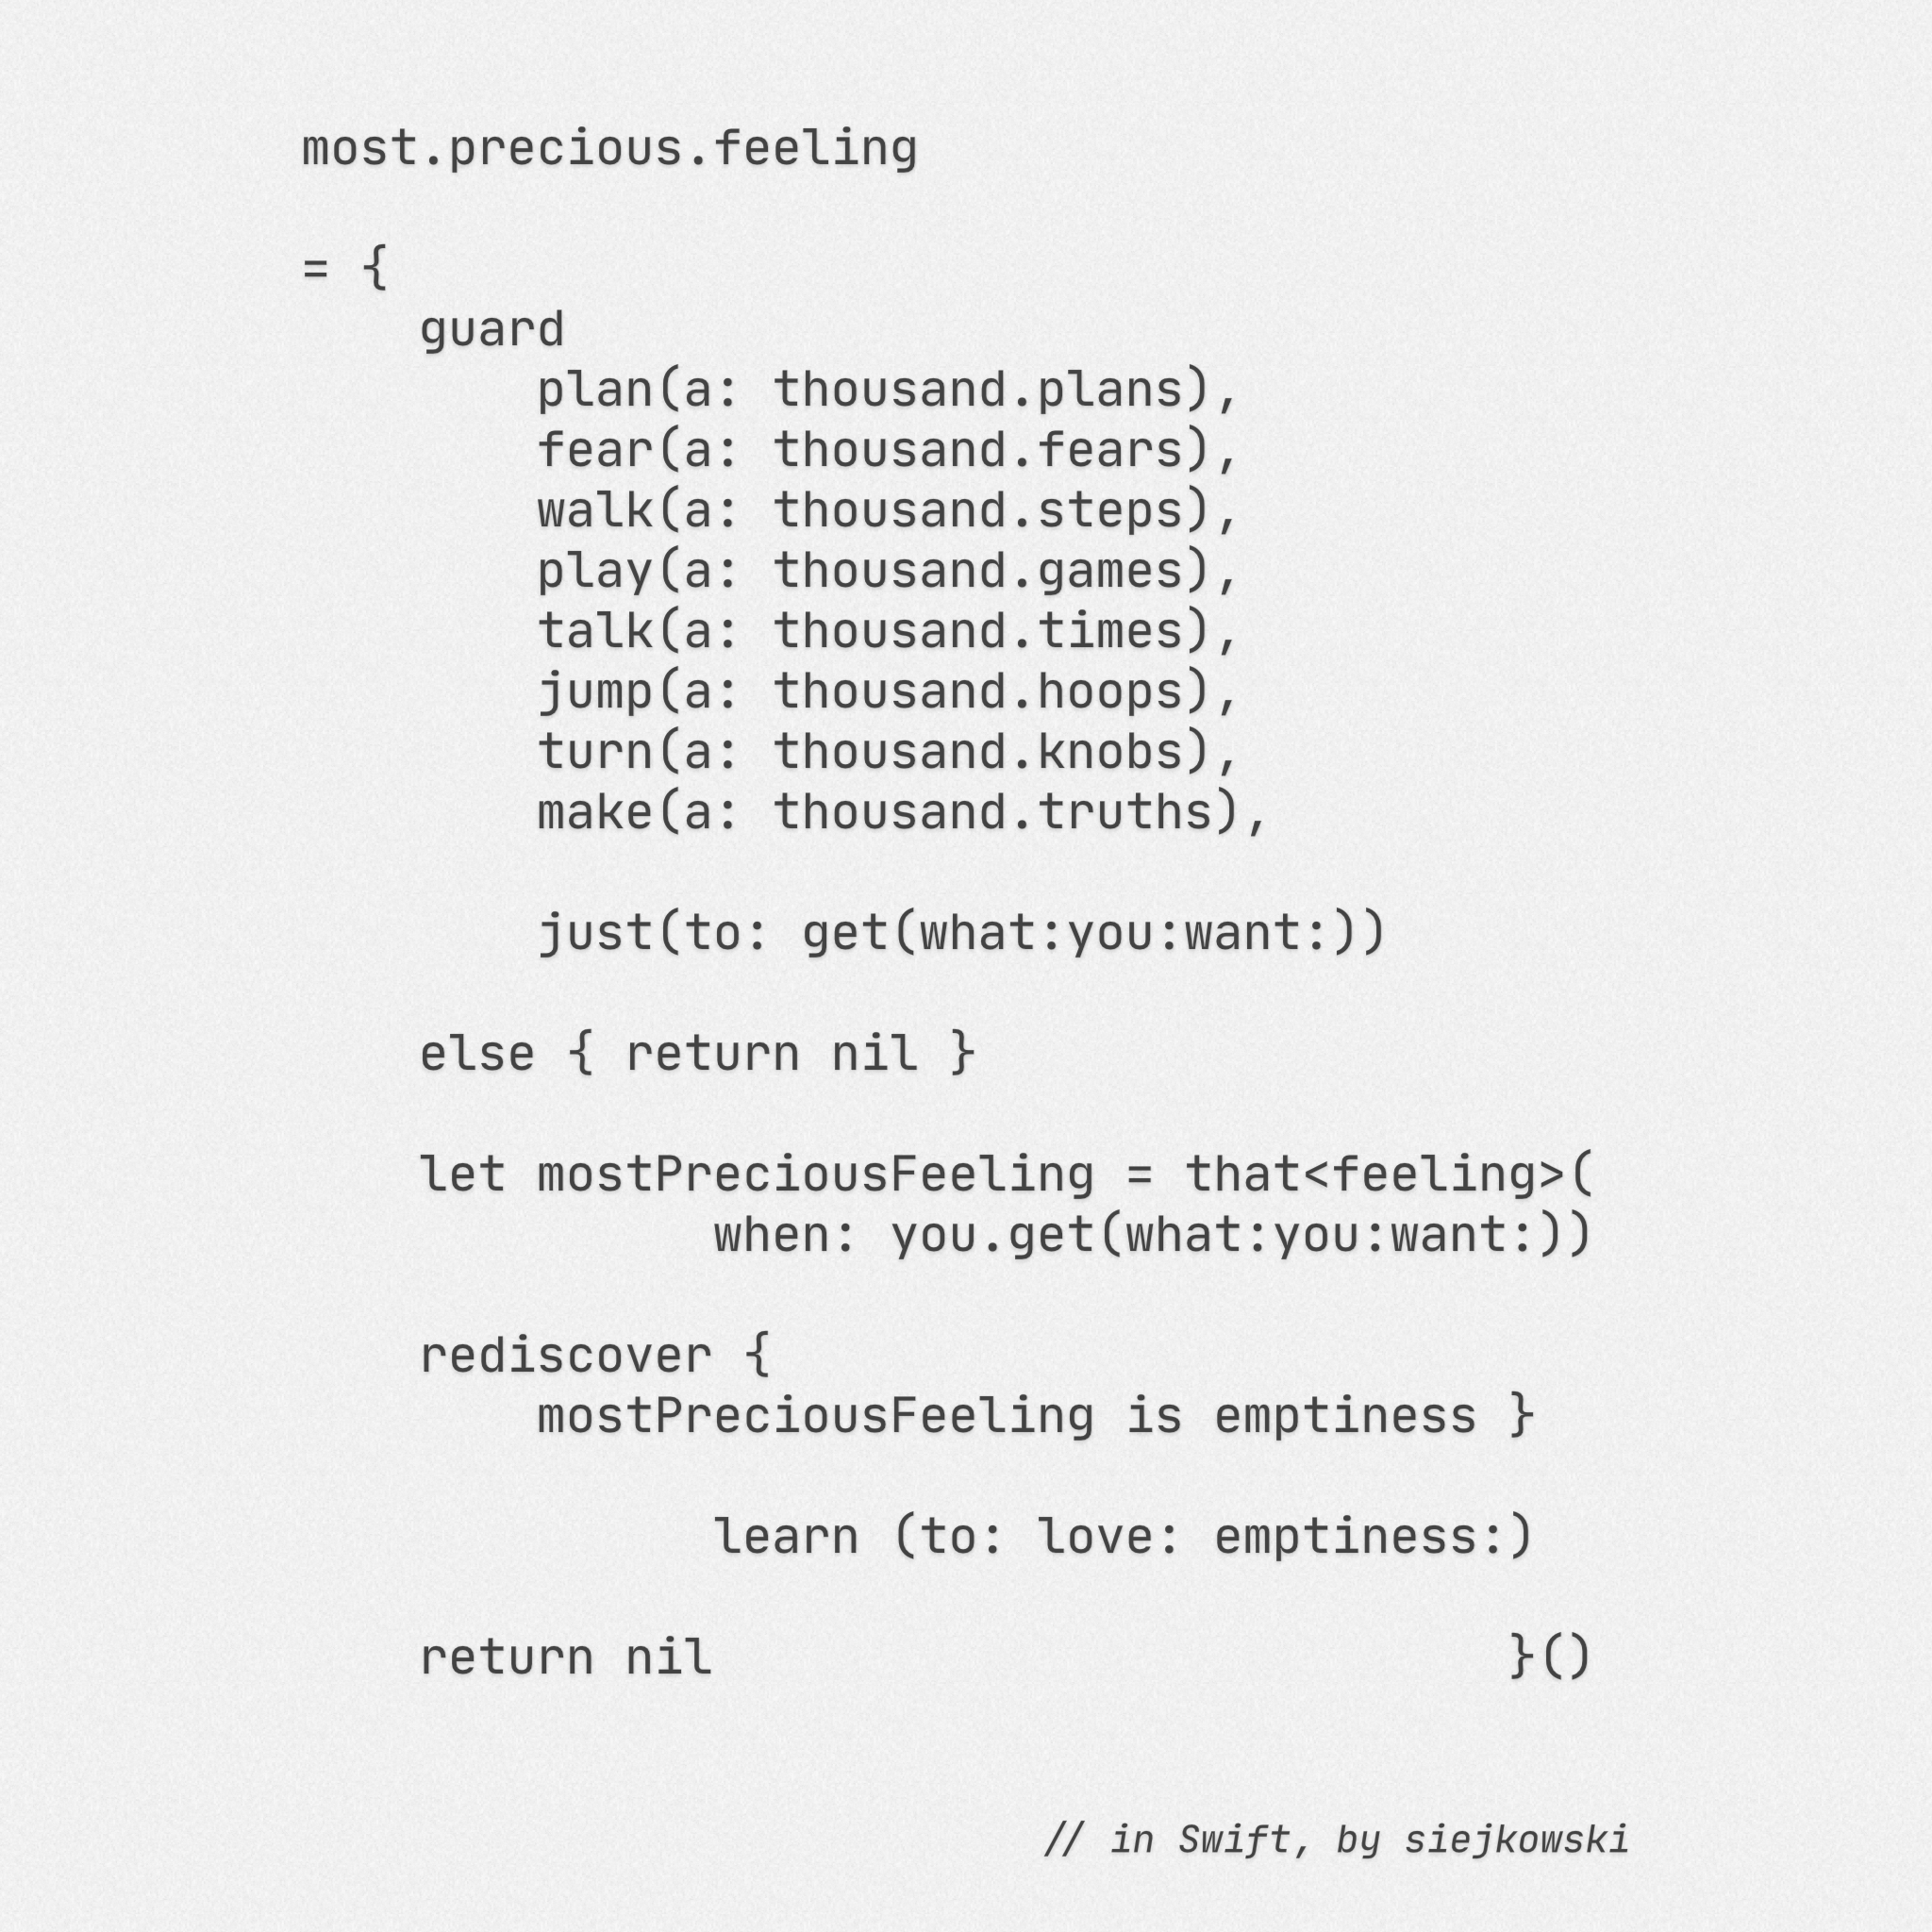 most.precious.feeling
= {
guard
plan(a: thousand.plans),
fear(a: thousand.fears),
walk(a: thousand.steps),
play(a: thousand.games),
talk(a: thousand.times),
jump(a: thousand.hoops),
turn(a: thousand.knobs),
make(a: thousand.truths),
just(to: get(what:you:want:))
else { return nil }
let mostPreciousFeeling = that<feeling>(
when: you.get(what:you:want:))
rediscover {
mostPreciousFeeling is emptiness }
learn (to: love: emptiness:)
return nil }()
// in Swift, by siejkowski